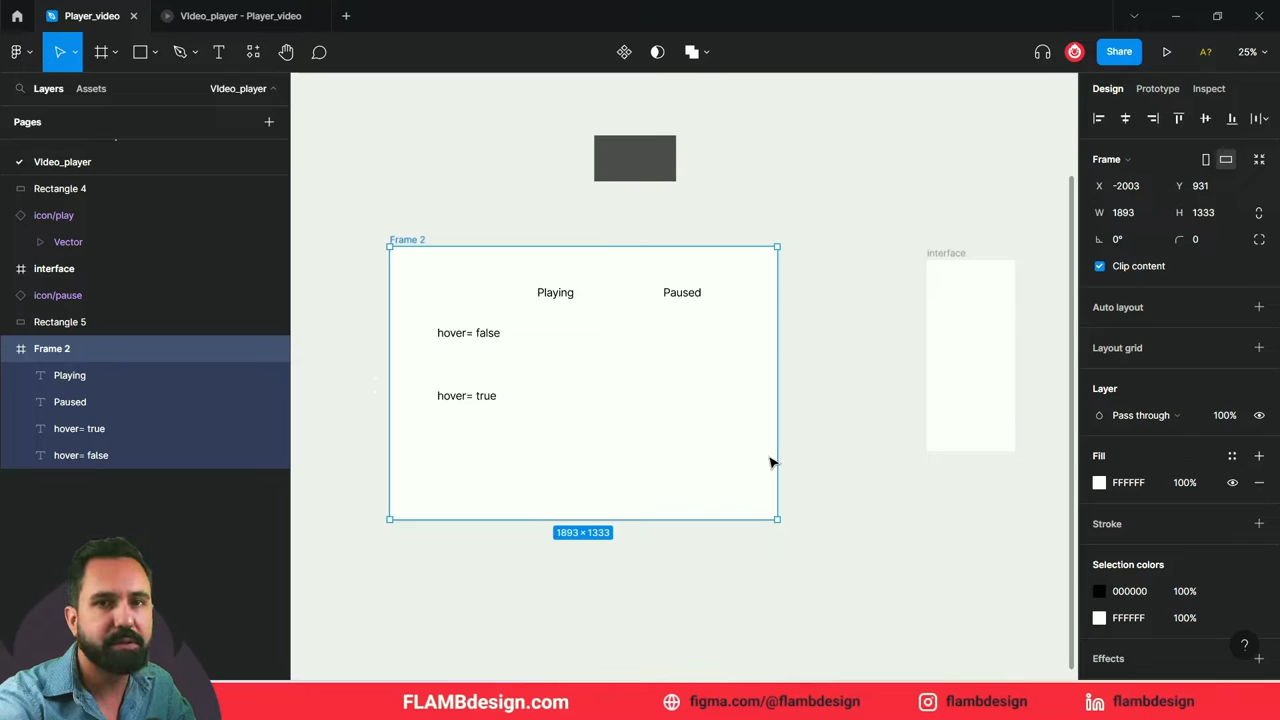 Player_video
VIdeo_player - Player_video
Share
A?
25%
Layers
Assets
VIdeo_player
Pages
VIdeo_player
Rectangle 4
icon/play
Vector
interface
icon/pause
Rectangle 5
Frame 2
Playing
Paused
hover= true
hover= false
Frame 2
Playing
Paused
hover= false
hover= true
1893 × 1333
interface
Design
Prototype
Inspect
Frame
X
-2003
Y
931
W
1893
H
1333
0°
0
Clip content
Auto layout
Layout grid
Layer
Pass through
100%
Fill
FFFFFF
100%
Stroke
Selection colors
000000
100%
FFFFFF
100%
Effects
?
FLAMBdesign.com
figma.com/@flambdesign
flambdesign
flambdesign